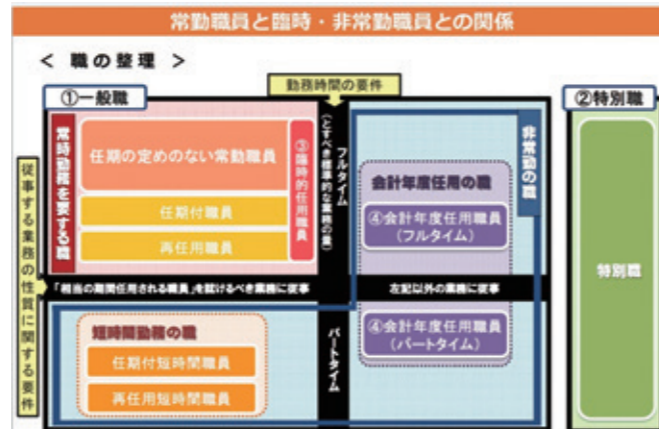 常勤職員と臨時・非常勤職員との関係
< 職の整理 >
勤務時間の要件
①一般職
②特別職
従事する業務の性質に関する要件
常時勤務を要する職
任期の定めのない常勤職員
任期付職員
再任用職員
③臨時的任用職員
フルタイム
(とすべき標準的な業務の量)
非常勤の職
会計年度任用の職
④会計年度任用職員
(フルタイム)
特別職
「相当の期間任用される職員」を就けるべき業務に従事
左記以外の業務に従事
パートタイム
短時間勤務の職
任期付短時間職員
再任用短時間職員
④会計年度任用職員
(パートタイム)